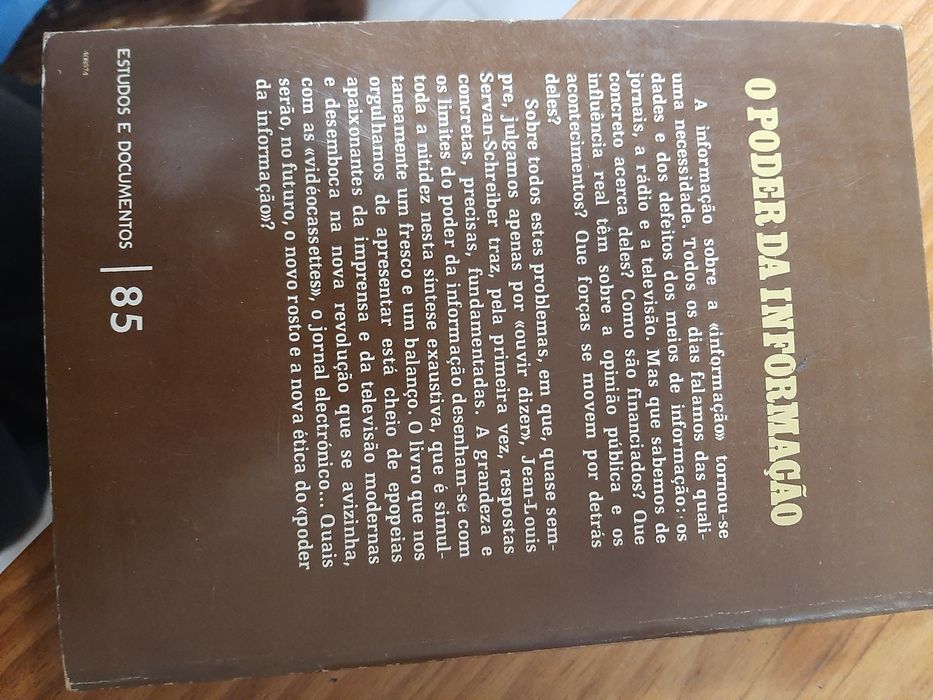 O PODER DA INFORMAÇÃO
A informação sobre a «informação» tornou-se
uma necessidade. Todos os dias falamos das quali-
dades e dos defeitos dos meios de informação: os
jornais, a rádio e a televisão. Mas que sabemos de
concreto acerca deles? Como são financiados? Que
influência real têm sobre a opinião pública e os
acontecimentos? Que forças se movem por detrás
deles?
Sobre todos estes problemas, em que, quase sem-
pre, julgamos apenas por «ouvir dizer», Jean-Louis
Servan-Schreiber traz, pela primeira vez, respostas
concretas, precisas, fundamentadas. A grandeza e
os limites do poder da informação desenham-se com
toda a nitidez nesta síntese exaustiva, que é simul-
taneamente um fresco e um balanço. O livro que nos
orgulhamos de apresentar está cheio de epopeias
apaixonantes da imprensa e da televisão modernas
e desemboca na nova revolução que se avizinha,
com as «vidéocassettes», o jornal electrónico... Quais
serão, no futuro, o novo rosto e a nova ética do «poder
da informação»?
ESTUDOS E DOCUMENTOS | 85